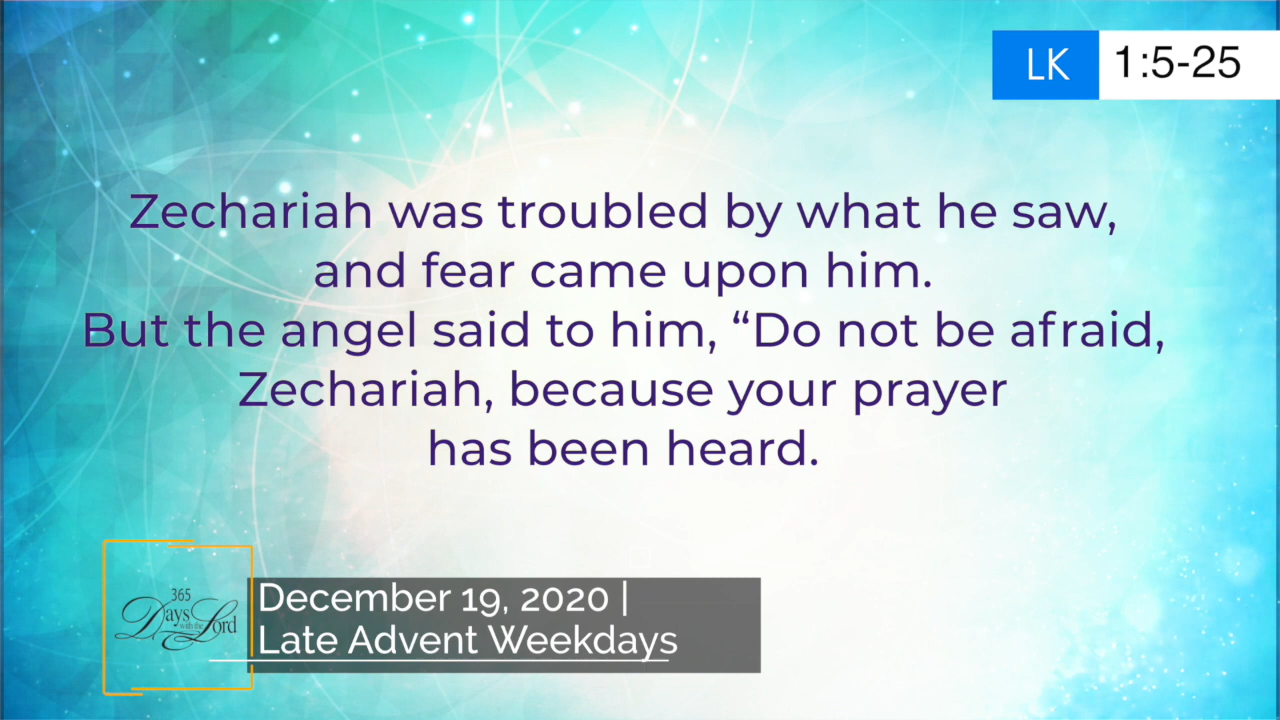 LK 1:5-25
Zechariah was troubled by what he saw,
and fear came upon him.
But the angel said to him, “Do not be afraid,
Zechariah, because your prayer
has been heard.
365
Days with the Lord
December 19, 2020 |
Late Advent Weekdays